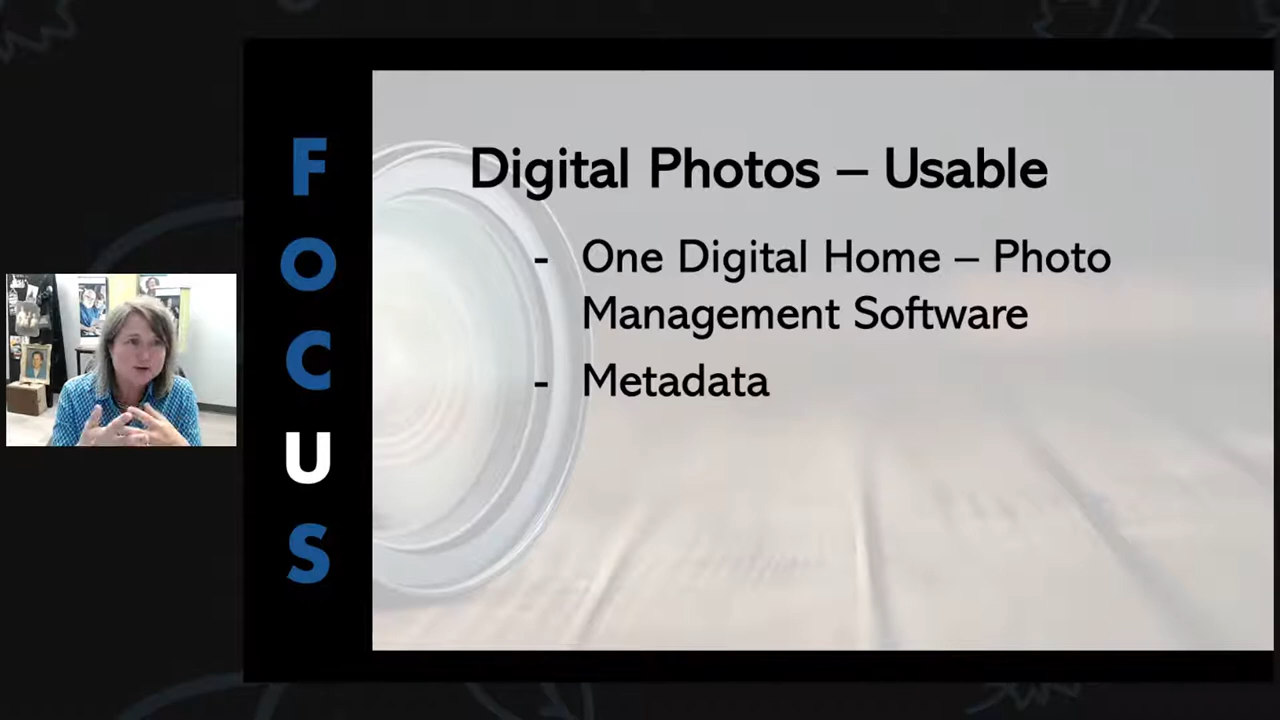 F
O
C
U
S
Digital Photos – Usable
- One Digital Home – Photo
Management Software
- Metadata